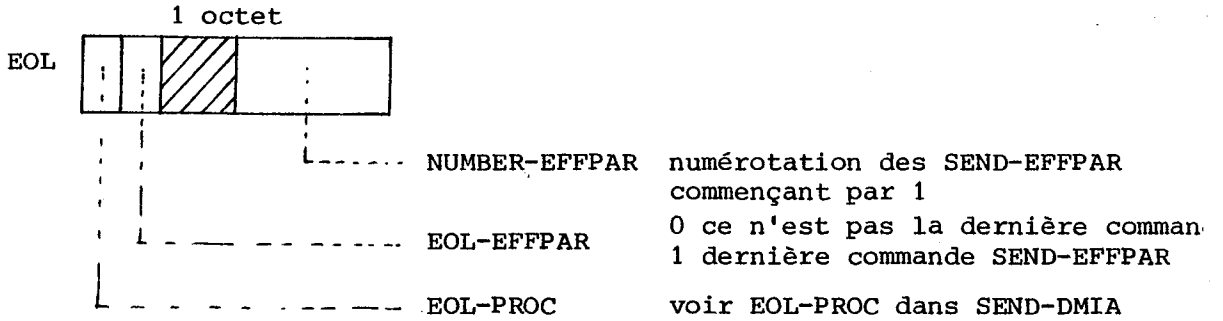 1 octet
EOL
NUMBER-EFFPAR numérotation des SEND-EFFPAR
commençant par 1
0 ce n'est pas la dernière comman
EOL-EFFPAR
1 dernière commande SEND-EFFPAR
EOL-PROC voir EOL-PROC dans SEND-DMIA